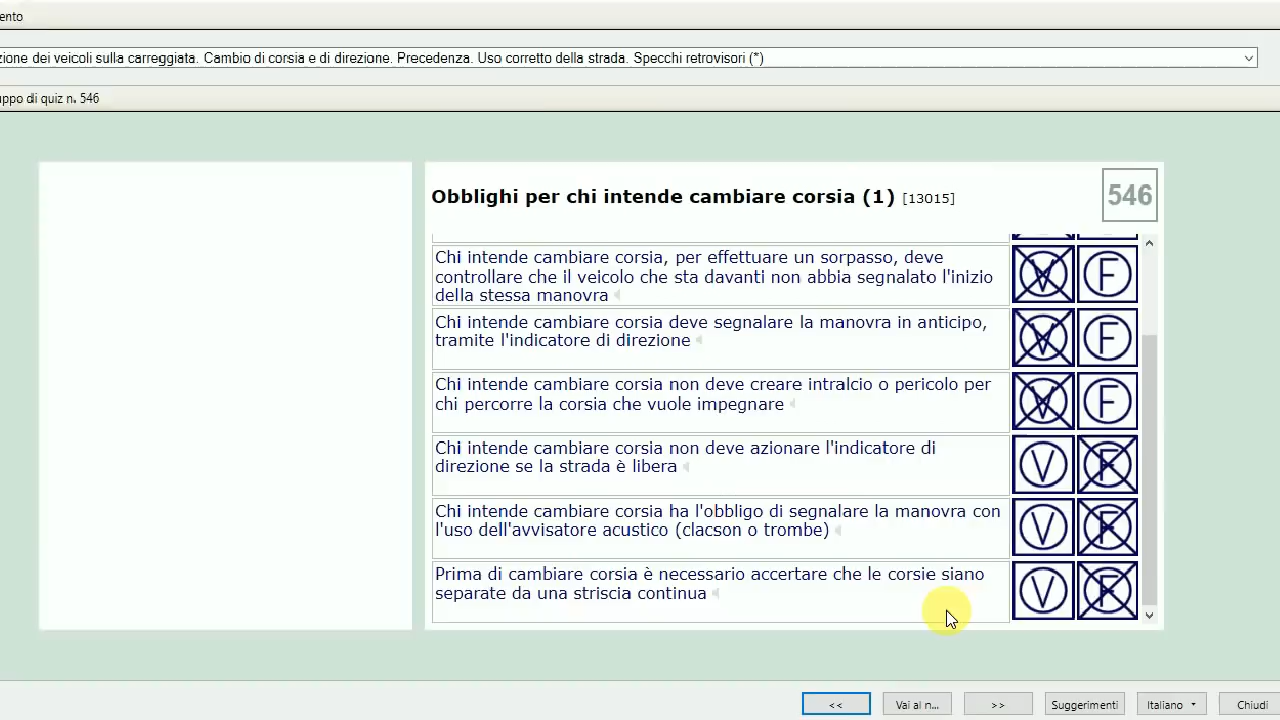 ento
zione dei veicoli sulla carreggiata. Cambio di corsia e di direzione. Precedenza. Uso corretto della strada. Specchi retrovisori (*)
uppo di quiz n. 546
Obblighi per chi intende cambiare corsia (1) [13015]
546
Chi intende cambiare corsia, per effettuare un sorpasso, deve
controllare che il veicolo che sta davanti non abbia segnalato l'inizio
della stessa manovra
V F
Chi intende cambiare corsia deve segnalare la manovra in anticipo,
tramite l'indicatore di direzione
V F
Chi intende cambiare corsia non deve creare intralcio o pericolo per
chi percorre la corsia che vuole impegnare
V F
Chi intende cambiare corsia non deve azionare l'indicatore di
direzione se la strada è libera
V F
Chi intende cambiare corsia ha l'obbligo di segnalare la manovra con
l'uso dell'avvisatore acustico (clacson o trombe)
V F
Prima di cambiare corsia è necessario accertare che le corsie siano
separate da una striscia continua
V F
<< Vai al n... >> Suggerimenti Italiano Chiudi